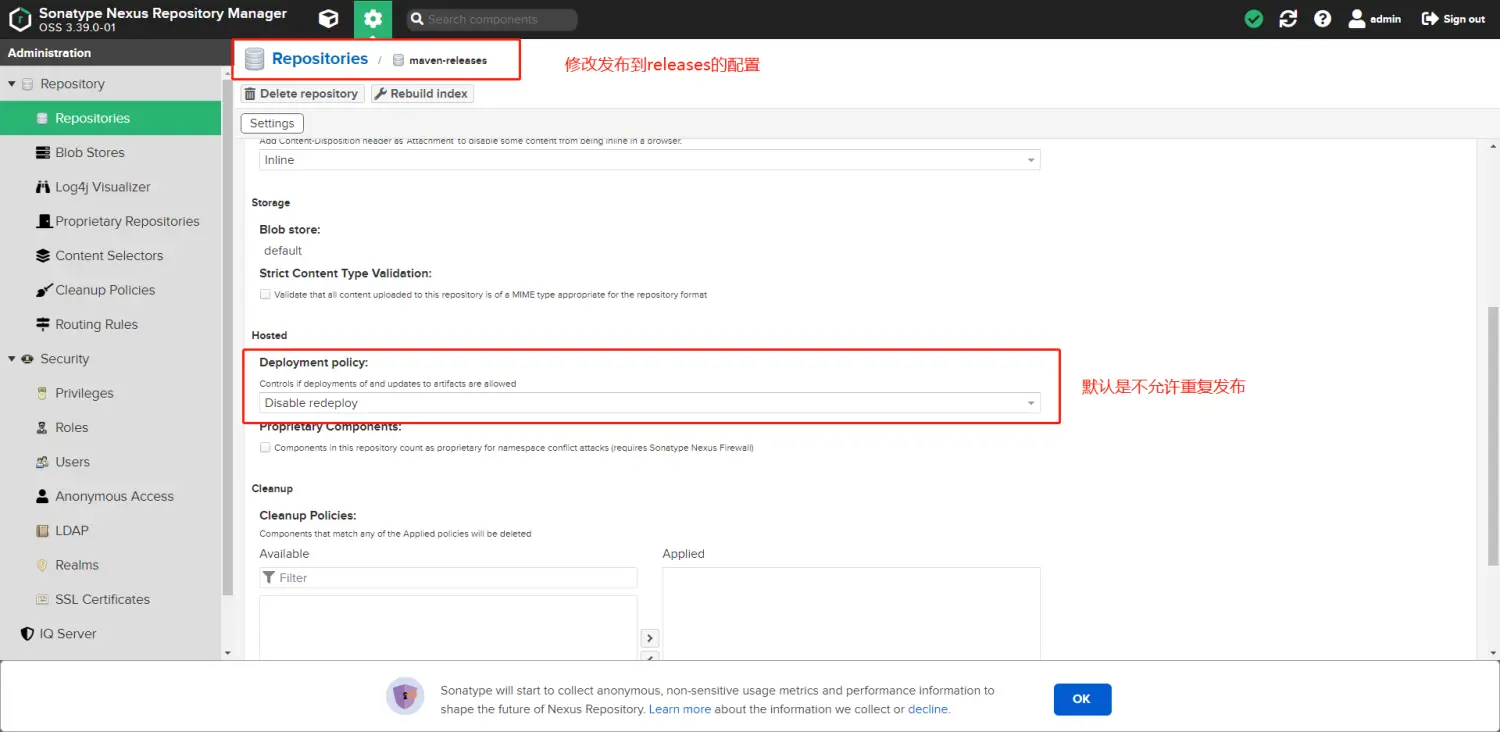 Sonatype Nexus Repository Manager
OSS 3.39.0-01
Search components
admin
Sign out
Administration
Repository
Repositories
Blob Stores
Log4j Visualizer
Proprietary Repositories
Content Selectors
Cleanup Policies
Routing Rules
Security
Privileges
Roles
Users
Anonymous Access
LDAP
Realms
SSL Certificates
IQ Server
Repositories / maven-releases
修改发布到releases的配置
Delete repository
Rebuild index
Settings
Add Content-Disposition header as 'Attachment' to disable some content from being inline in a browser.
Inline
Storage
Blob store:
default
Strict Content Type Validation:
Validate that all content uploaded to this repository is of a MIME type appropriate for the repository format
Hosted
Deployment policy:
Controls if deployments of and updates to artifacts are allowed
Disable redeploy
默认是不允许重复发布
Proprietary Components:
Components in this repository count as proprietary for namespace conflict attacks (requires Sonatype Nexus Firewall)
Cleanup
Cleanup Policies:
Components that match any of the Applied policies will be deleted
Available
Applied
Filter
Sonatype will start to collect anonymous, non-sensitive usage metrics and performance information to
shape the future of Nexus Repository. Learn more about the information we collect or decline.
OK